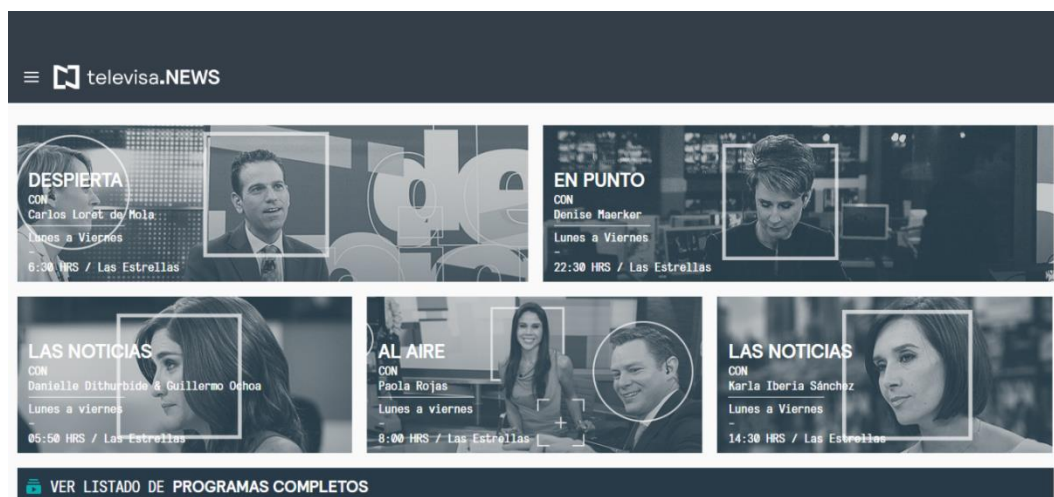 televisa.NEWS
DESPIERTA
CON
Carlos Loret de Mola
Lunes a Viernes
-
6:30 HRS / Las Estrellas
EN PUNTO
CON
Denise Maerker
Lunes a Viernes
-
22:30 HRS / Las Estrellas
LAS NOTICIAS
CON
Danielle Dithurbide & Guillermo Ochoa
Lunes a viernes
-
05:50 HRS / Las Estrellas
AL AIRE
CON
Paola Rojas
Lunes a viernes
-
8:00 HRS / Las Estrellas
LAS NOTICIAS
CON
Karla Iberia Sánchez
Lunes a Viernes
-
14:30 HRS / Las Estrellas
VER LISTADO DE PROGRAMAS COMPLETOS